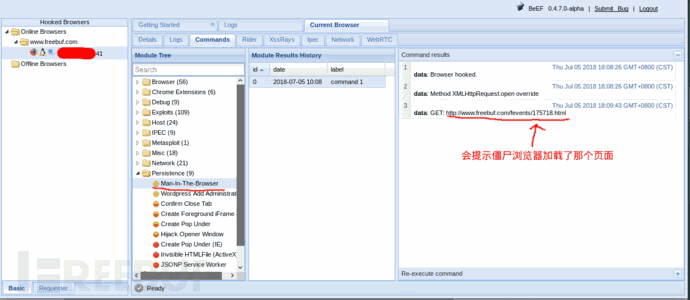 BeEF 0.4.7.0-alpha | Submit Bug | Logout
Hooked Browsers
Online Browsers
www.freebuf.com
41
Offline Browsers
Basic
Requester
Getting Started
Logs
Current Browser
Details
Logs
Commands
Rider
XssRays
Ipec
Network
WebRTC
Module Tree
Search
Browser (56)
Chrome Extensions (6)
Debug (9)
Exploits (109)
Host (24)
IPEC (9)
Metasploit (1)
Misc (18)
Network (21)
Persistence (9)
Man-In-The-Browser
Wordpress Add Administrat
Confirm Close Tab
Create Foreground iFrame
Create Pop Under
Hijack Opener Window
Create Pop Under (IE)
Invisible HTMLFile (ActiveX
JSONP Service Worker
Module Results History
id date label
0 2018-07-05 10:08 command 1
Command results
1 Thu Jul 05 2018 18:08:26 GMT+0800 (CST)
data: Browser hooked.
2 Thu Jul 05 2018 18:08:26 GMT+0800 (CST)
data: Method XMLHttpRequest.open override
3 Thu Jul 05 2018 18:09:43 GMT+0800 (CST)
data: GET: http://www.freebuf.com/fevents/175718.html
会提示僵尸浏览器加载了那个页面
Re-execute command
Ready
FREEBUF